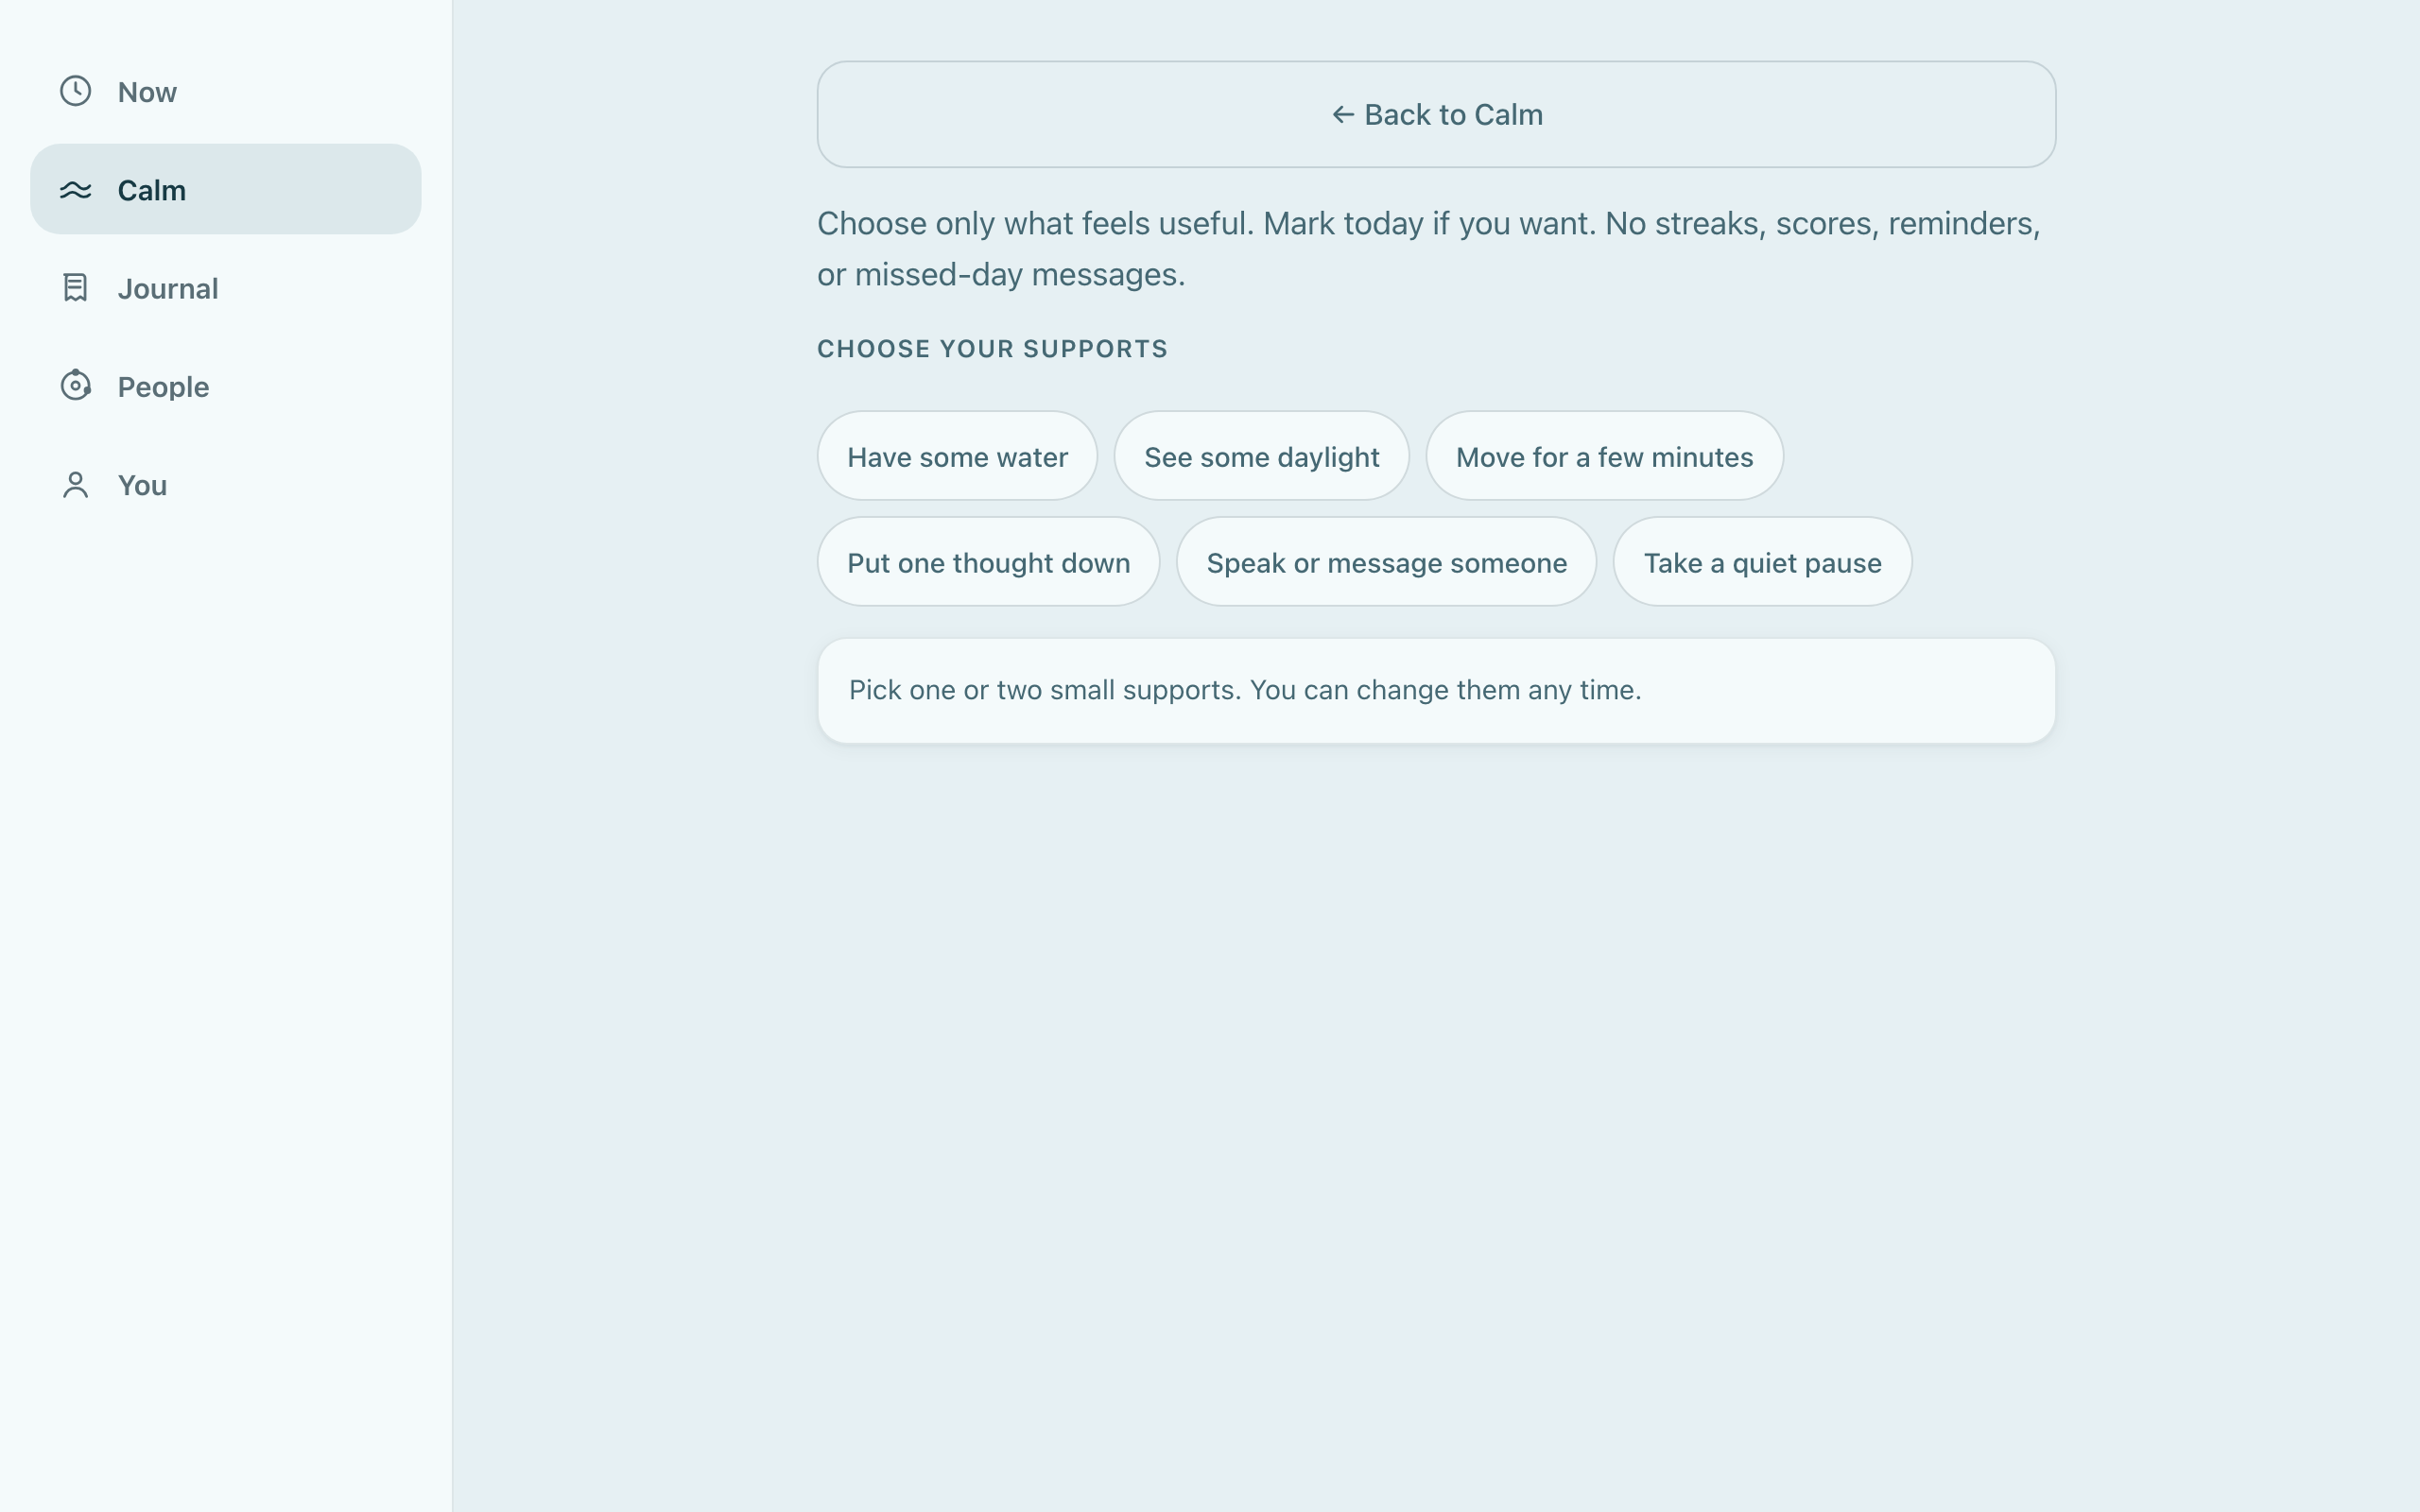 Now
Calm
Journal
People
You
← Back to Calm
Choose only what feels useful. Mark today if you want. No streaks, scores, reminders,
or missed-day messages.
CHOOSE YOUR SUPPORTS
Have some water
See some daylight
Move for a few minutes
Put one thought down
Speak or message someone
Take a quiet pause
Pick one or two small supports. You can change them any time.